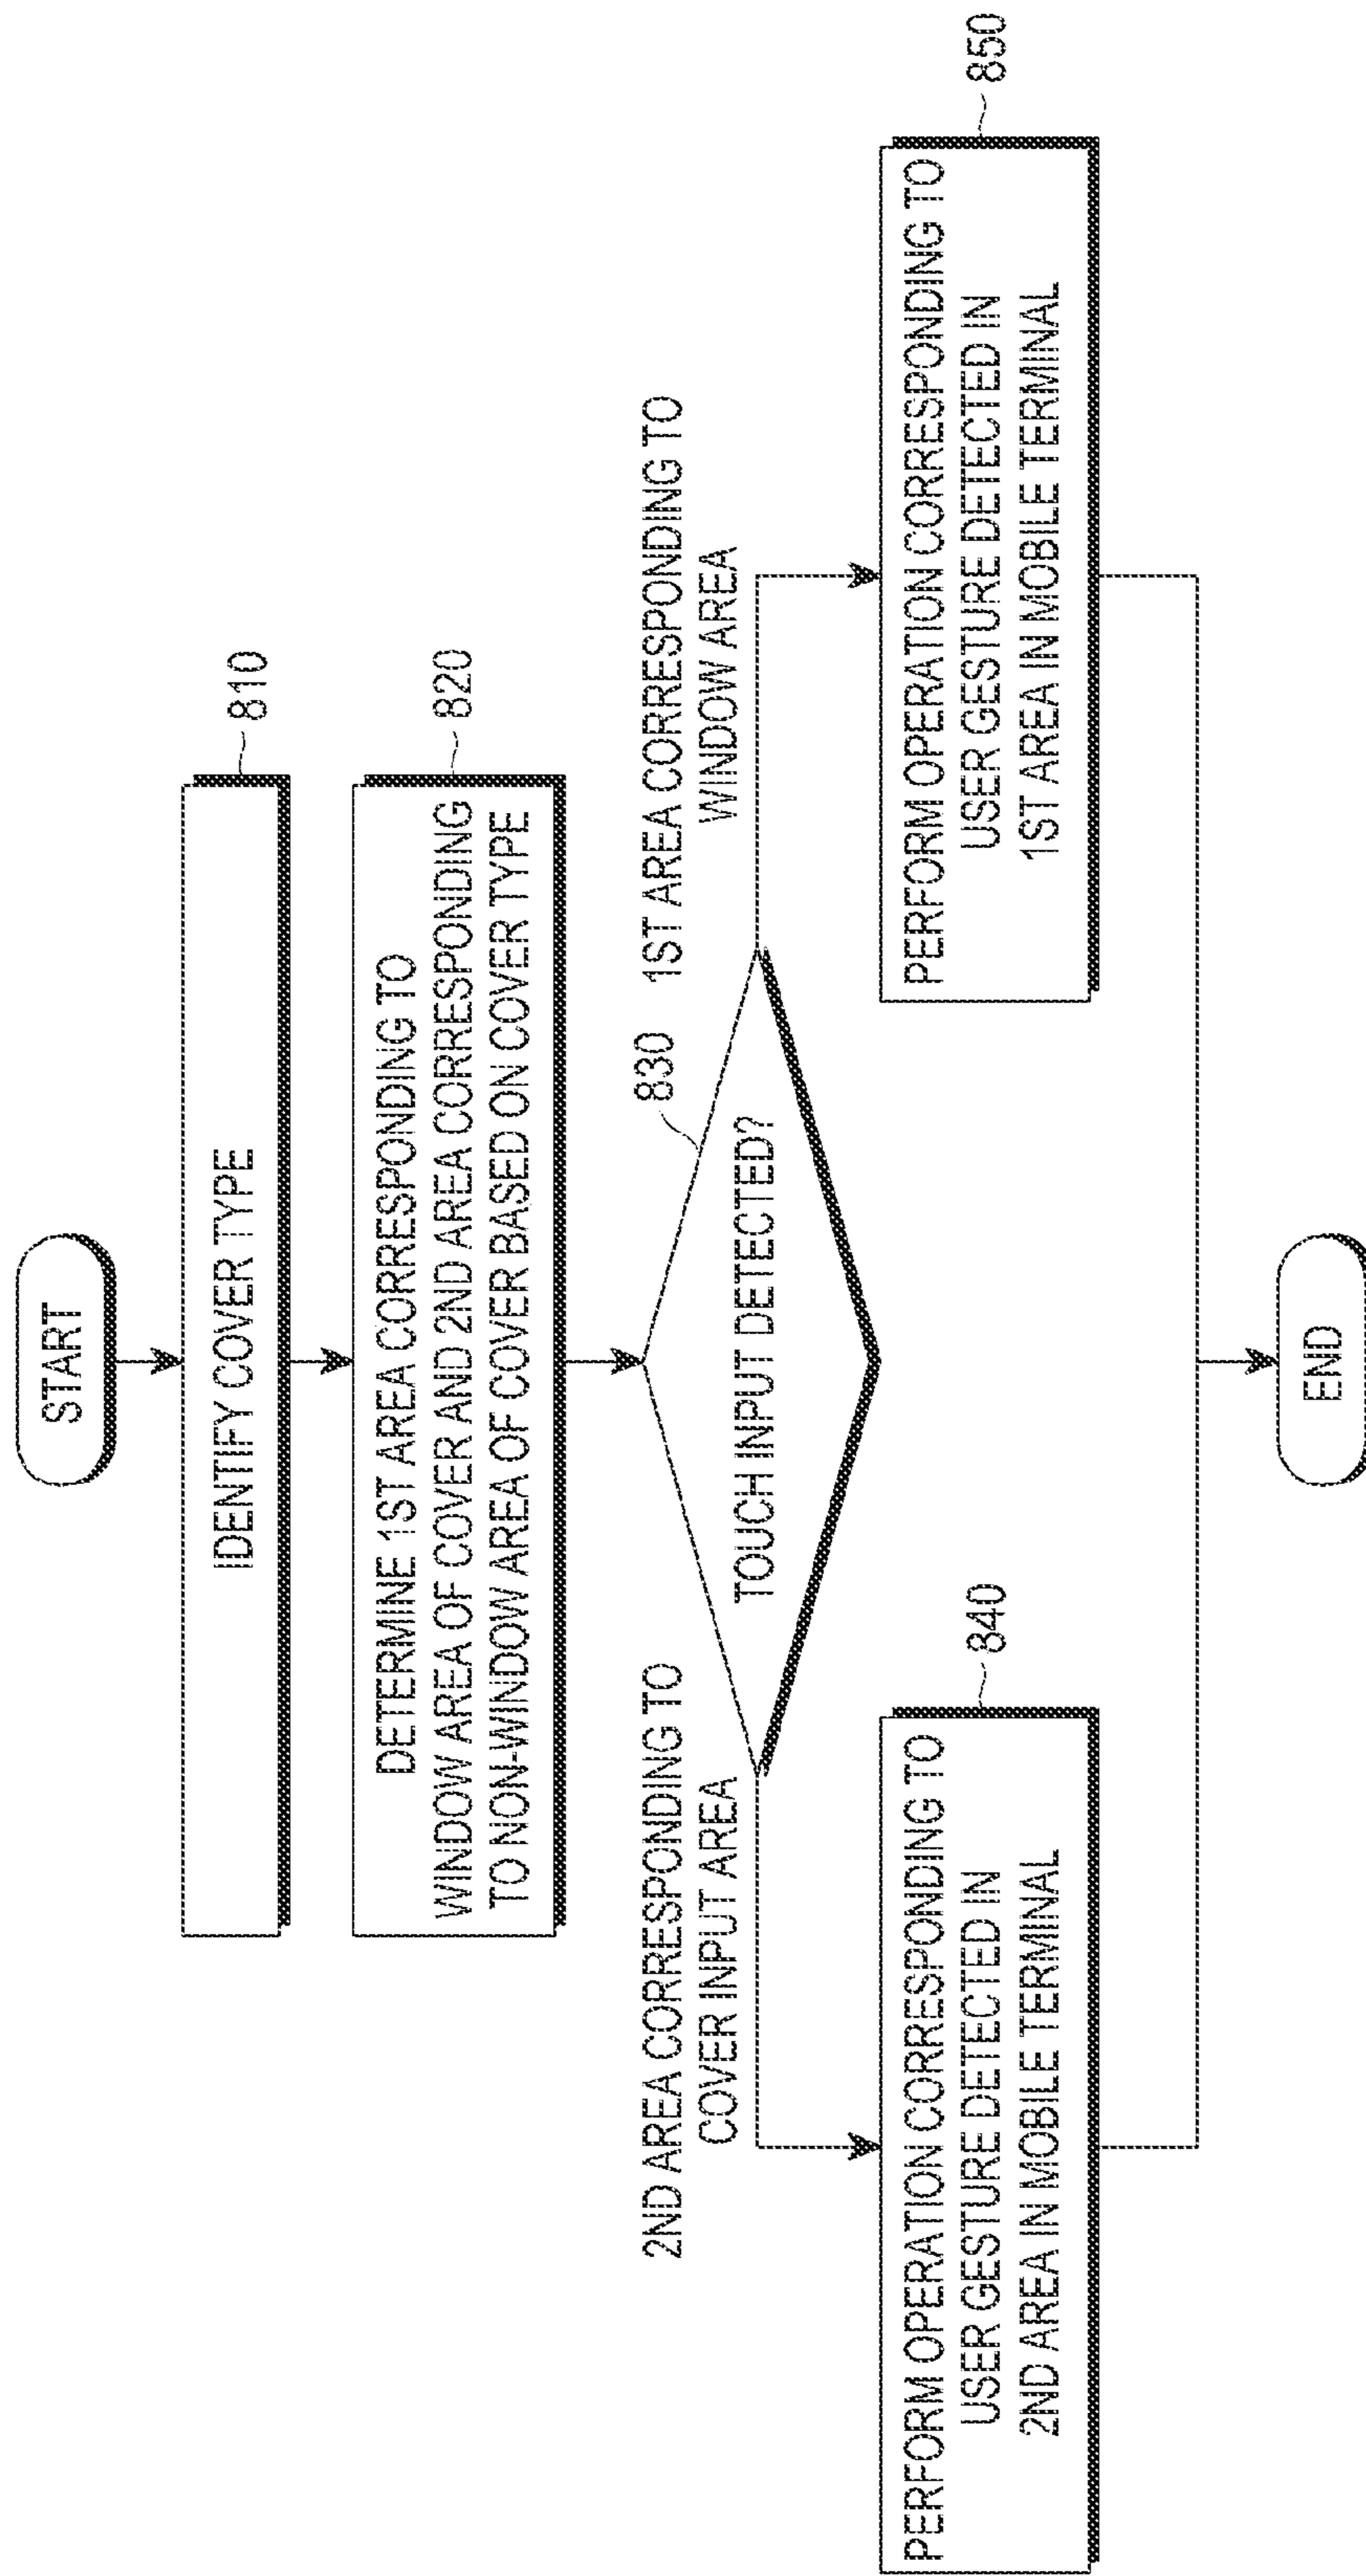 START
IDENTIFY COVER TYPE
810
DETERMINE 1ST AREA CORRESPONDING TO
WINDOW AREA OF COVER AND 2ND AREA CORRESPONDING
TO NON-WINDOW AREA OF COVER BASED ON COVER TYPE
820
830
TOUCH INPUT DETECTED?
2ND AREA CORRESPONDING TO
COVER INPUT AREA
1ST AREA CORRESPONDING TO
WINDOW AREA
840
PERFORM OPERATION CORRESPONDING TO
USER GESTURE DETECTED IN
2ND AREA IN MOBILE TERMINAL
850
PERFORM OPERATION CORRESPONDING TO
USER GESTURE DETECTED IN
1ST AREA IN MOBILE TERMINAL
END